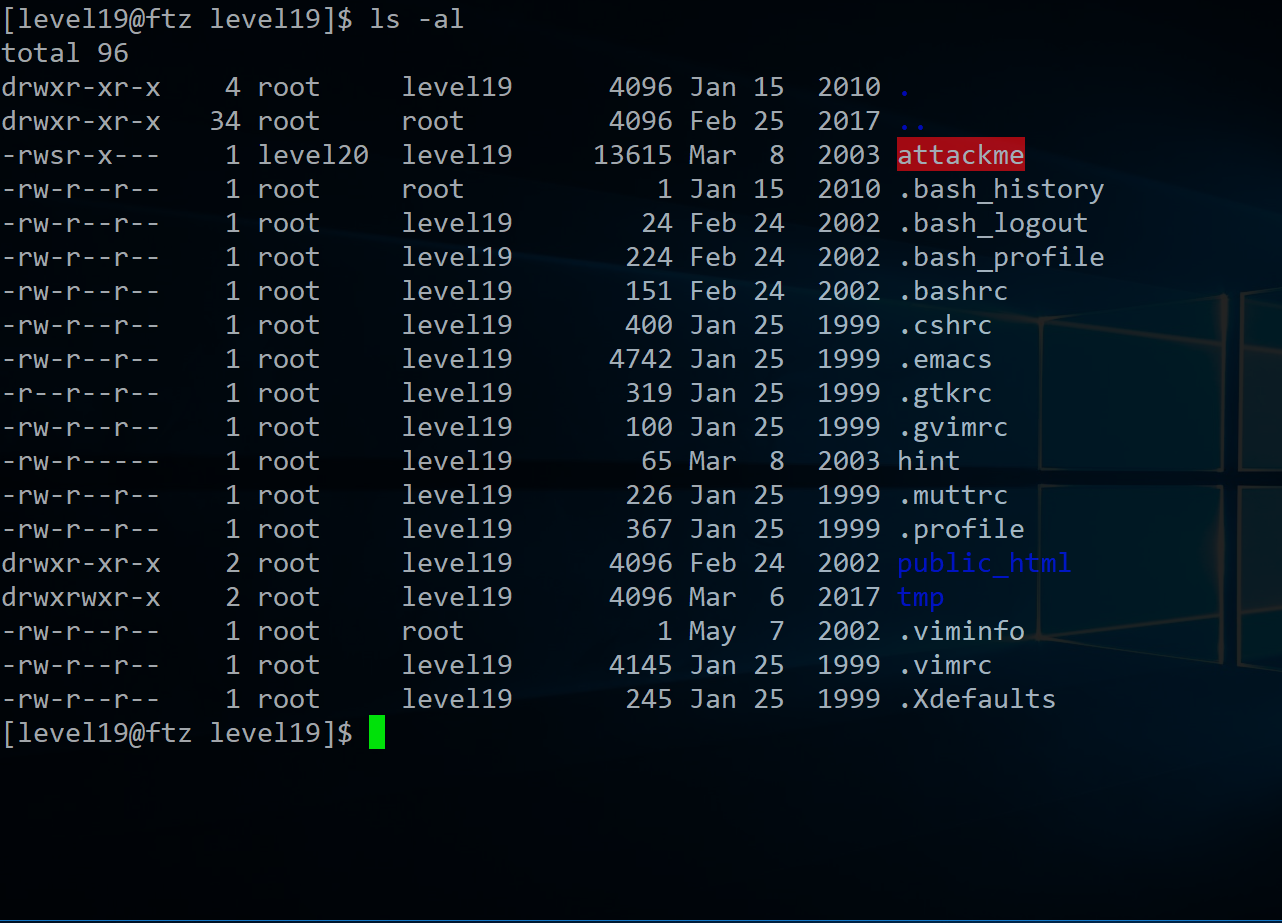 [level19@ftz level19]$ ls -al
total 96
drwxr-xr-x    4 root     level19      4096 Jan 15  2010 .
drwxr-xr-x   34 root     root         4096 Feb 25  2017 ..
-rwsr-x---    1 level20  level19     13615 Mar  8  2003 attackme
-rw-r--r--    1 root     root            1 Jan 15  2010 .bash_history
-rw-r--r--    1 root     level19        24 Feb 24  2002 .bash_logout
-rw-r--r--    1 root     level19       224 Feb 24  2002 .bash_profile
-rw-r--r--    1 root     level19       151 Feb 24  2002 .bashrc
-rw-r--r--    1 root     level19       400 Jan 25  1999 .cshrc
-rw-r--r--    1 root     level19      4742 Jan 25  1999 .emacs
-r--r--r--    1 root     level19       319 Jan 25  1999 .gtkrc
-rw-r--r--    1 root     level19       100 Jan 25  1999 .gvimrc
-rw-r-----    1 root     level19        65 Mar  8  2003 hint
-rw-r--r--    1 root     level19       226 Jan 25  1999 .muttrc
-rw-r--r--    1 root     level19       367 Jan 25  1999 .profile
drwxr-xr-x    2 root     level19      4096 Feb 24  2002 public_html
drwxrwxr-x    2 root     level19      4096 Mar  6  2017 tmp
-rw-r--r--    1 root     root            1 May  7  2002 .viminfo
-rw-r--r--    1 root     level19      4145 Jan 25  1999 .vimrc
-rw-r--r--    1 root     level19       245 Jan 25  1999 .Xdefaults
[level19@ftz level19]$